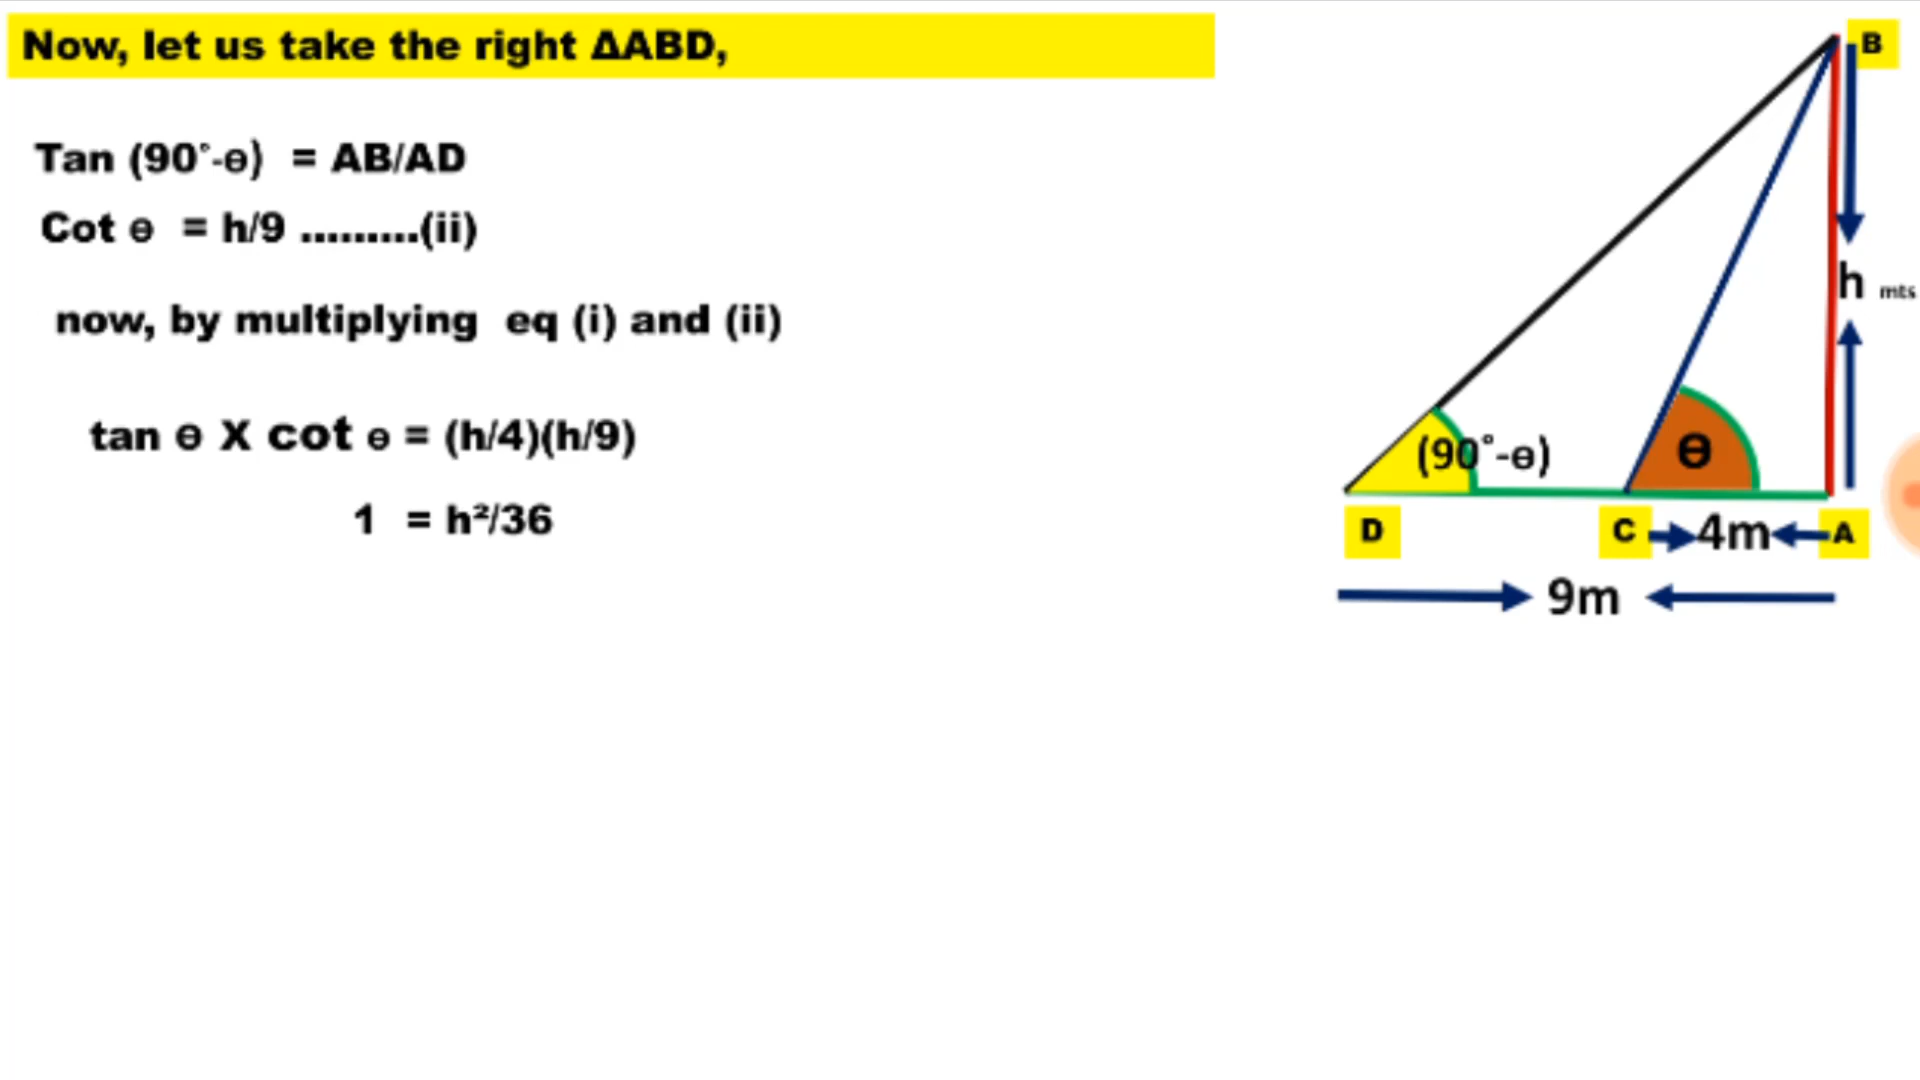 Now, let us take the right ΔABD,
Tan (90°-ɵ) = AB/AD
Cot ɵ = h/9 .........(ii)
now, by multiplying eq (i) and (ii)
tan ɵ X cot ɵ = (h/4)(h/9)
1 = h²/36
B
h mts
(90°-ɵ)
ɵ
D
C
4m
A
9m